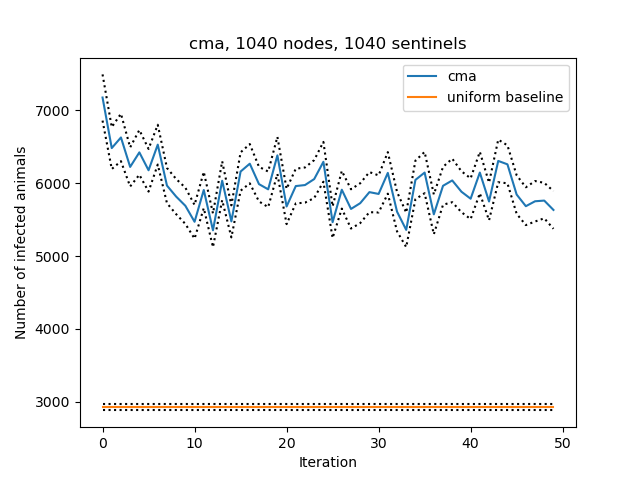 cma, 1040 nodes, 1040 sentinels
cma
uniform baseline
7000
6000
5000
4000
3000
Number of infected animals
0 10 20 30 40 50
Iteration